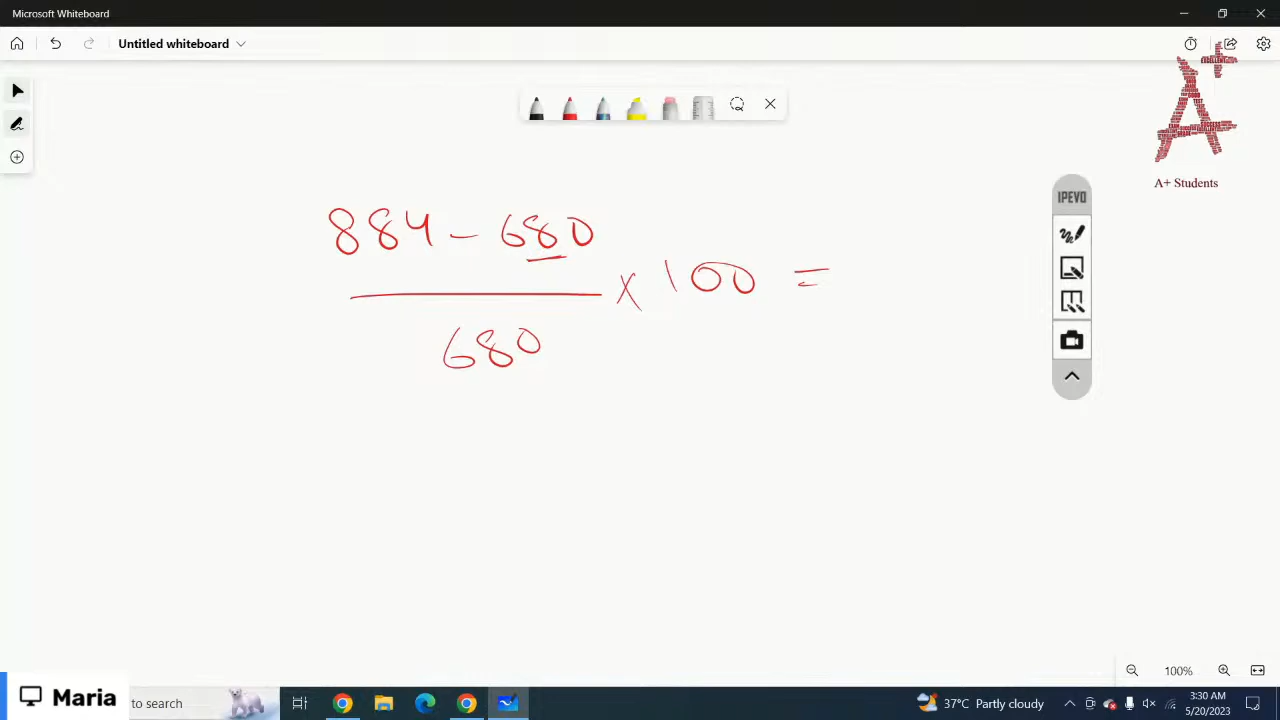 Microsoft Whiteboard
Untitled whiteboard
A+ Students
IPEVO
884 - 680
680
× 100 =
100%
Maria
to search
37°C Partly cloudy
3:30 AM
5/20/2023